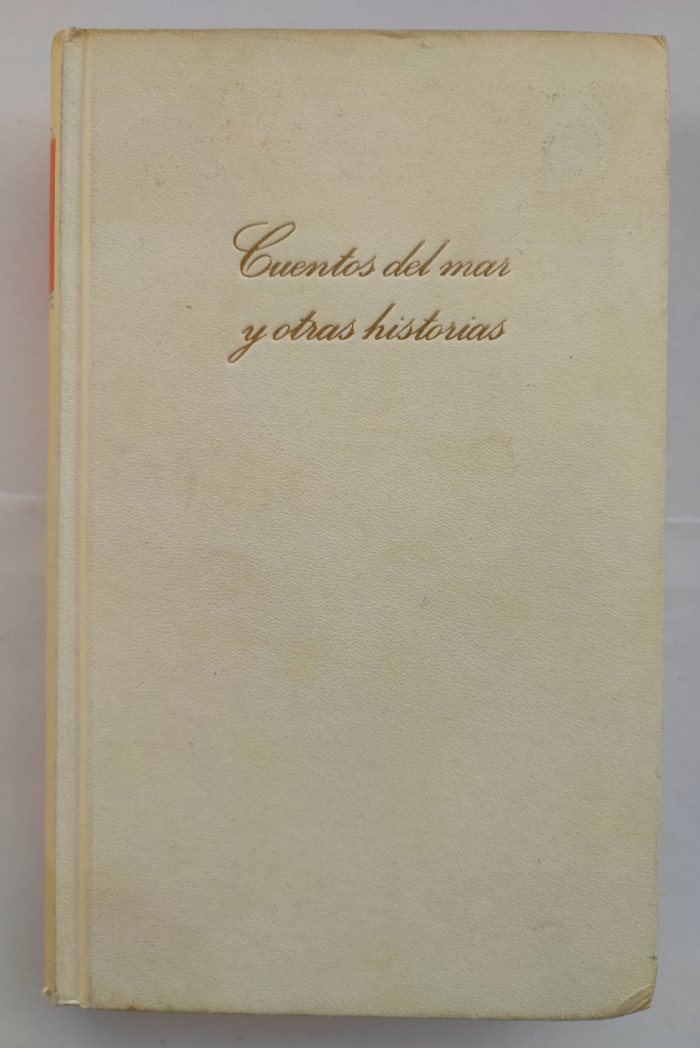 Cuentos del mar
y otras historias